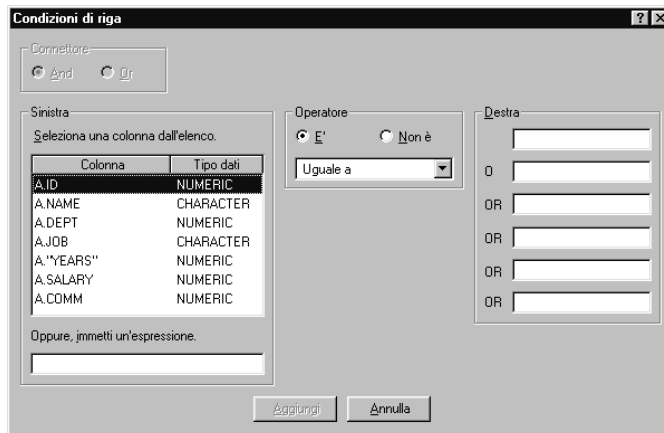 Condizioni di riga
Connettore
And Or
Sinistra
Seleziona una colonna dall'elenco.
Colonna Tipo dati
A.ID NUMERIC
A.NAME CHARACTER
A.DEPT NUMERIC
A.JOB CHARACTER
A."YEARS" NUMERIC
A.SALARY NUMERIC
A.COMM NUMERIC
Oppure, immetti un'espressione.
Operatore
E' Non è
Uguale a
Destra
O
OR
OR
OR
OR
Aggiungi Annulla